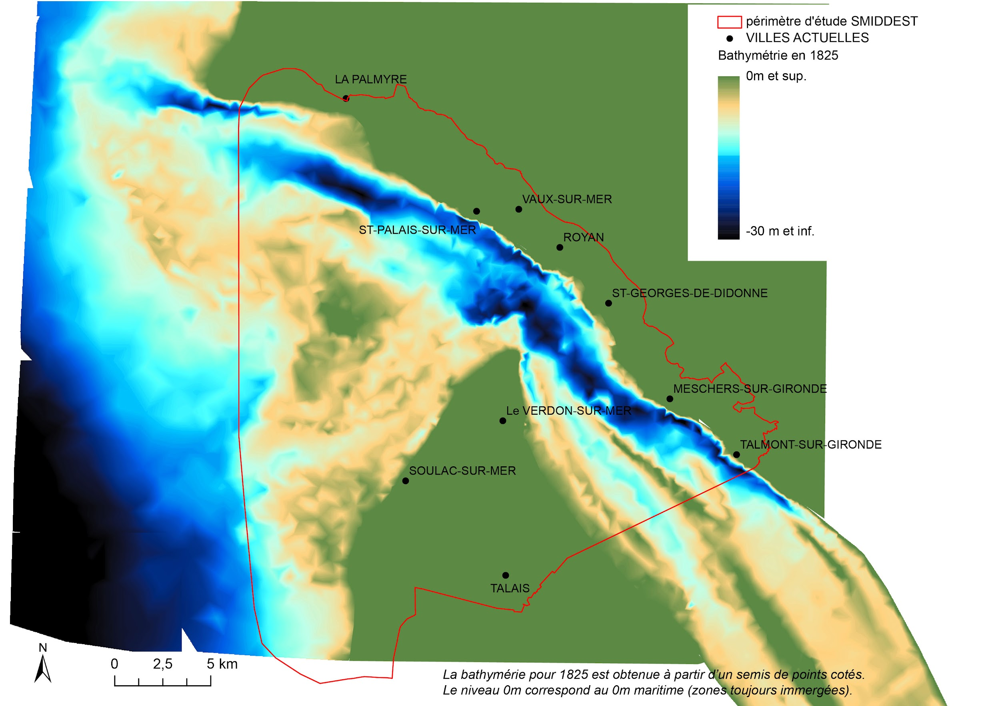 périmètre d'étude SMIDDEST
VILLES ACTUELLES
Bathymétrie en 1825
0m et sup.
-30 m et inf.
LA PALMYRE
VAUX-SUR-MER
ST-PALAIS-SUR-MER
ROYAN
ST-GEORGES-DE-DIDONNE
MESCHERS-SUR-GIRONDE
Le VERDON-SUR-MER
TALMONT-SUR-GIRONDE
SOULAC-SUR-MER
TALAIS
N
0 2,5 5 km
La bathymérie pour 1825 est obtenue à partir d'un semis de points cotés.
Le niveau 0m correspond au 0m maritime (zones toujours immergées).